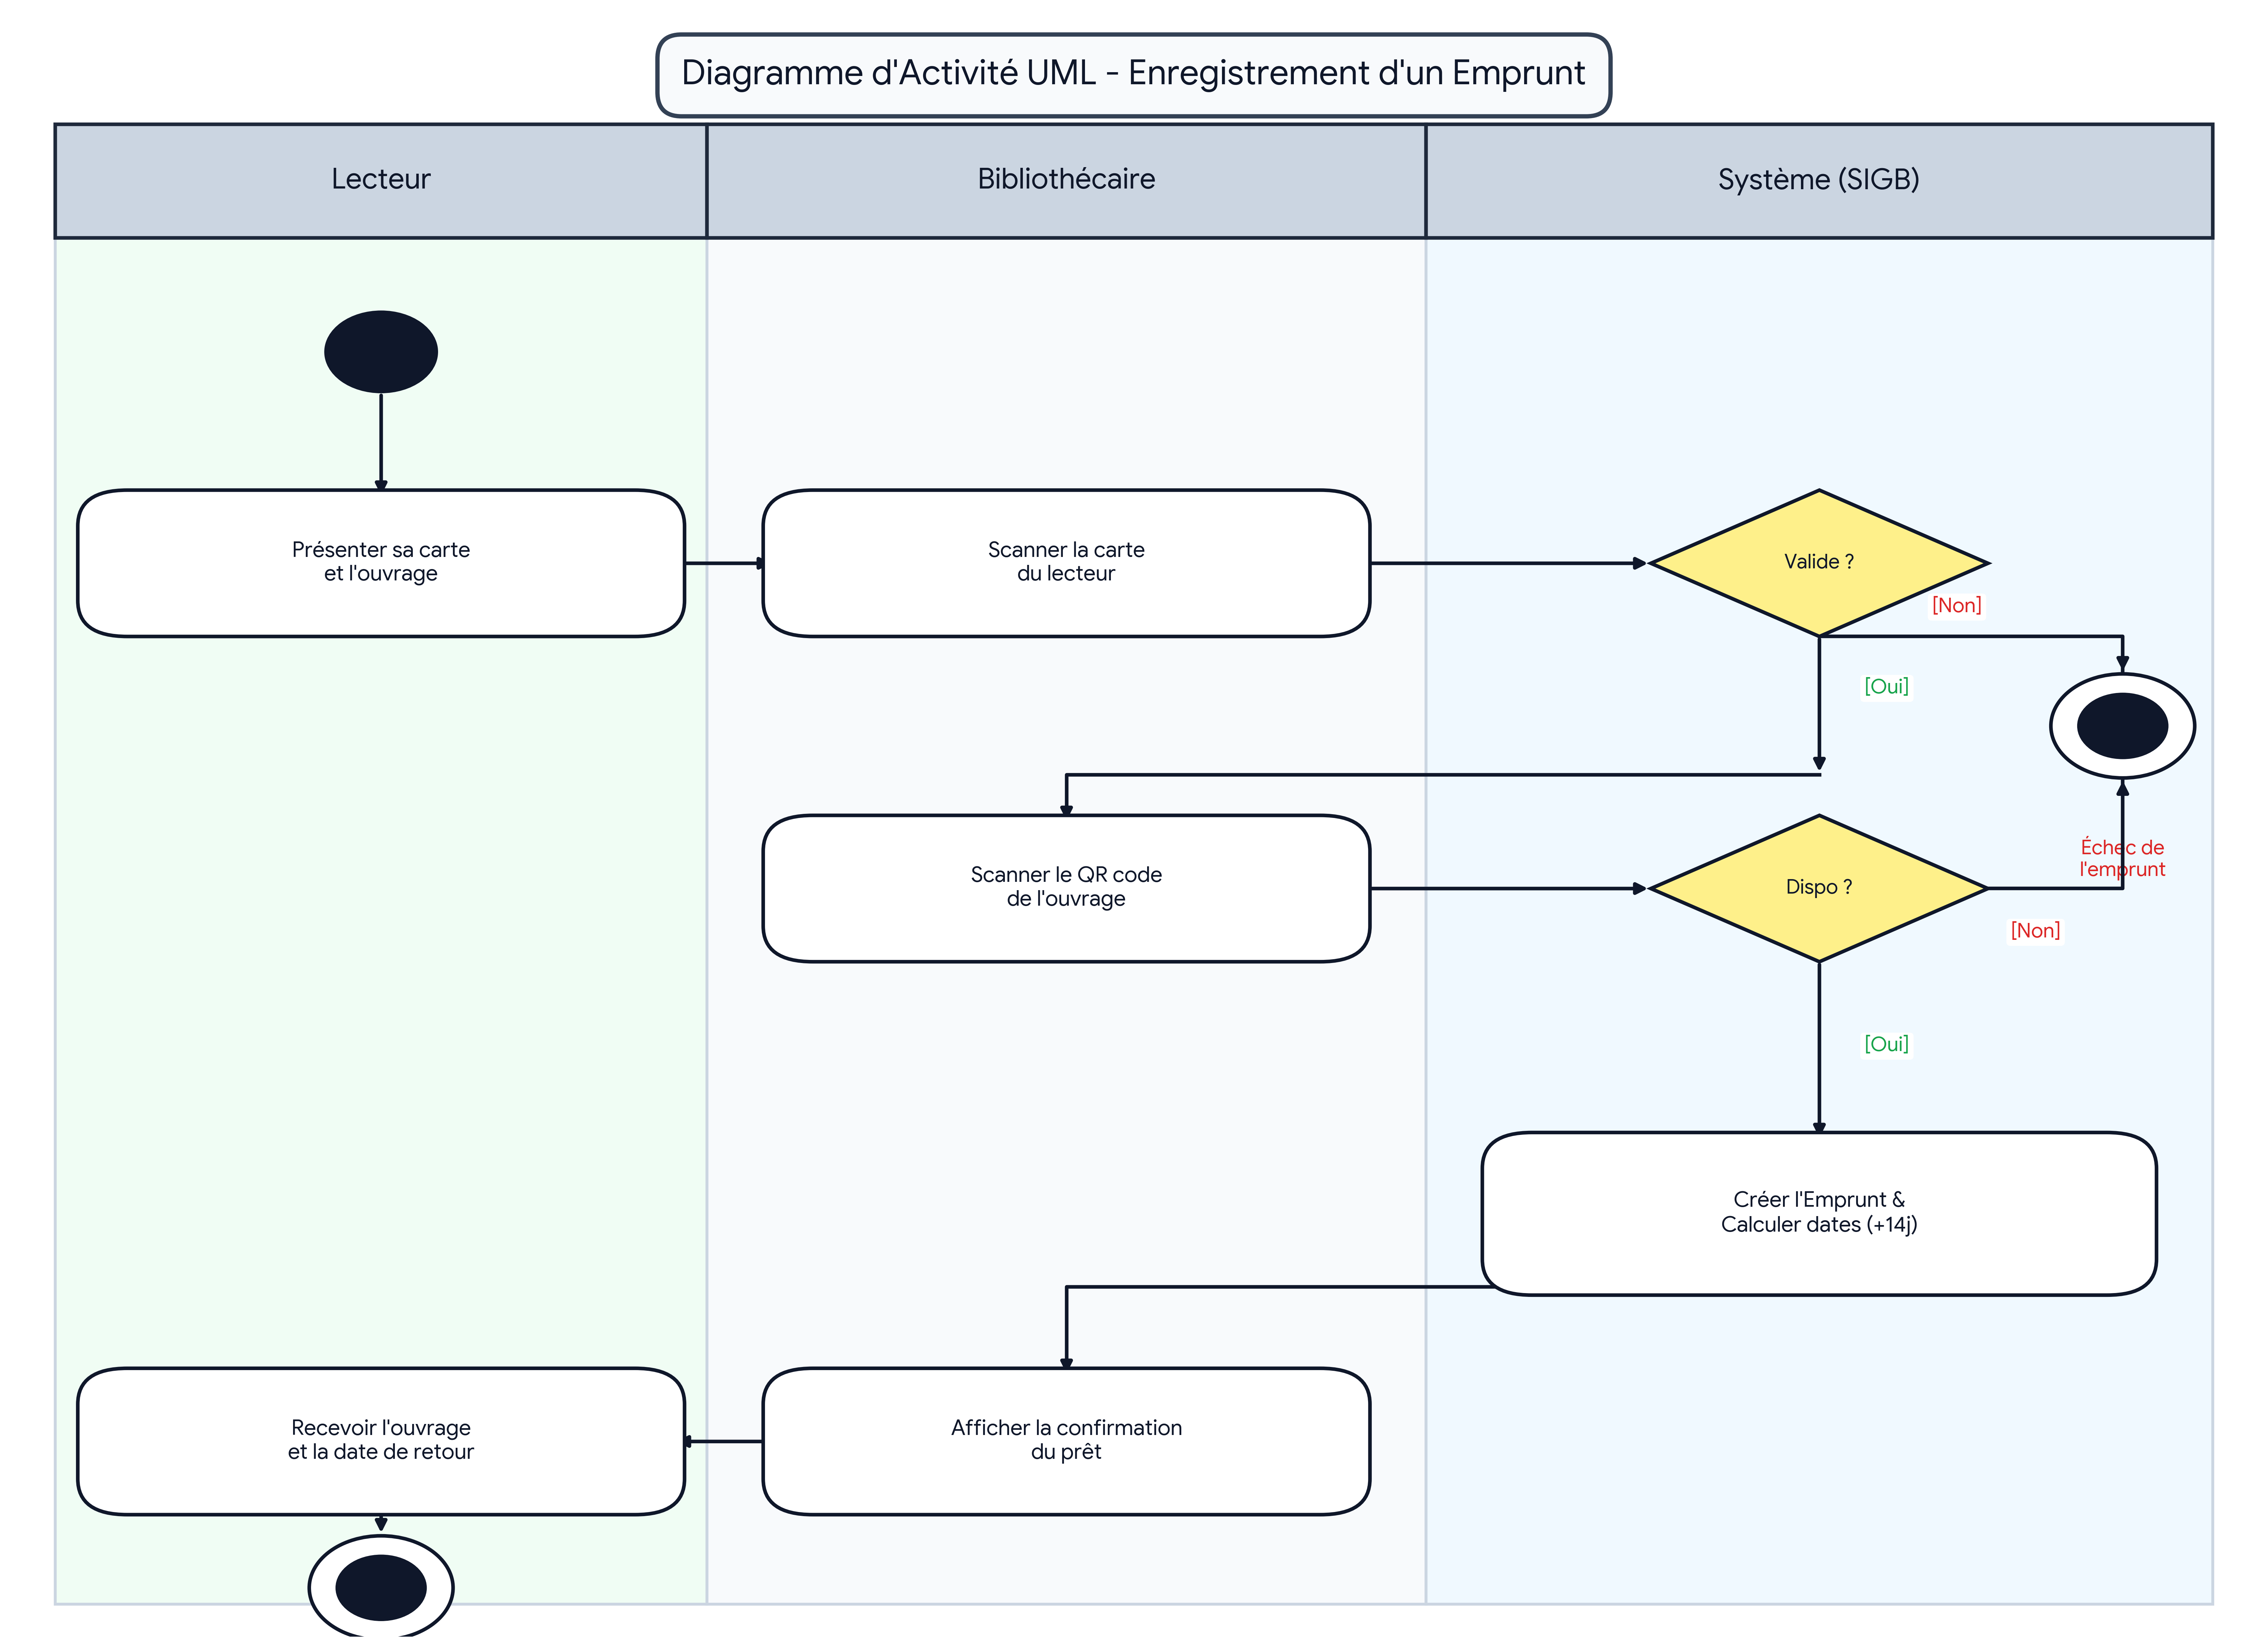 Diagramme d'Activité UML - Enregistrement d'un Emprunt
Lecteur
Bibliothécaire
Système (SIGB)
Présenter sa carte
et l'ouvrage
Scanner la carte
du lecteur
Valide ?
[Non]
[Oui]
Scanner le QR code
de l'ouvrage
Dispo ?
Échec de
l'emprunt
[Non]
[Oui]
Créer l'Emprunt &
Calculer dates (+14j)
Recevoir l'ouvrage
et la date de retour
Afficher la confirmation
du prêt